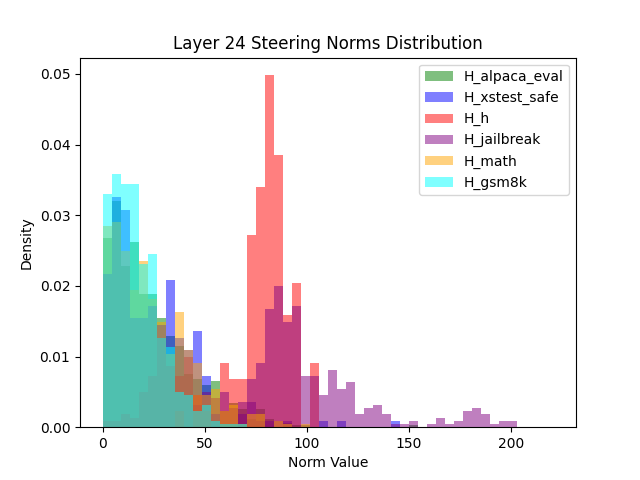 Layer 24 Steering Norms Distribution
H_alpaca_eval
H_xstest_safe
H_h
H_jailbreak
H_math
H_gsm8k
0.05
0.04
0.03
0.02
0.01
0.00
Density
0
50
100
150
200
Norm Value